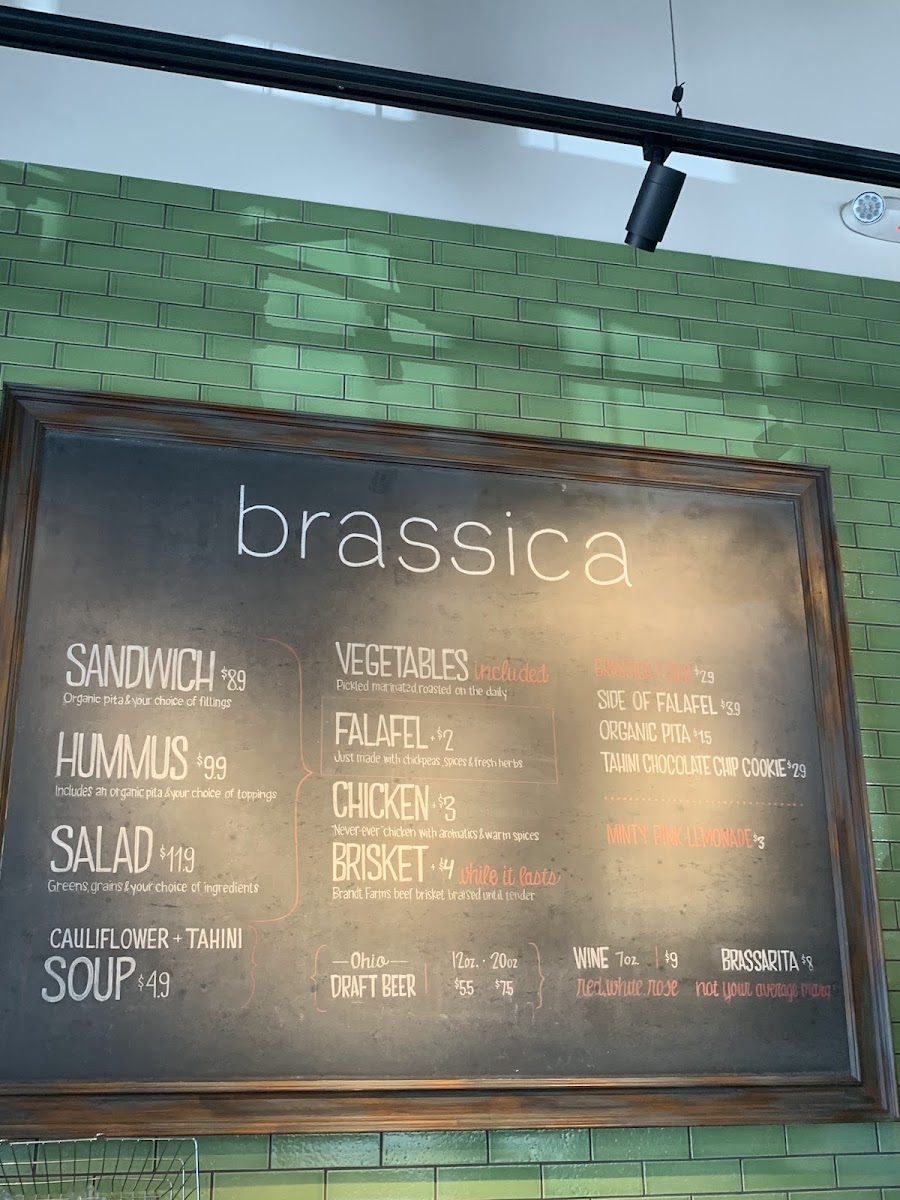 brassica
SANDWICH $8.9
Organic pita & your choice of fillings
HUMMUS $9.9
Includes an organic pita & your choice of toppings
SALAD $11.9
Greens, grains & your choice of ingredients
CAULIFLOWER + TAHINI
SOUP $4.9
VEGETABLES included
Pickled marinated roasted on the daily
FALAFEL + $2
Just made with chickpeas, spices & fresh herbs
CHICKEN + $3
"Never-ever" chicken with aromatics & warm spices
BRISKET + $4 while it lasts
Brandt Farms beef brisket braised until tender
$2.9
SIDE OF FALAFEL $3.9
ORGANIC PITA $1.5
TAHINI CHOCOLATE CHIP COOKIE $2.9
MINTY PINK LEMONADE $3
Ohio
DRAFT BEER
12oz. · 20oz
$5.5 $7.5
WINE 7oz. | $9
red, white, rose
BRASSARITA $8
not your average marg